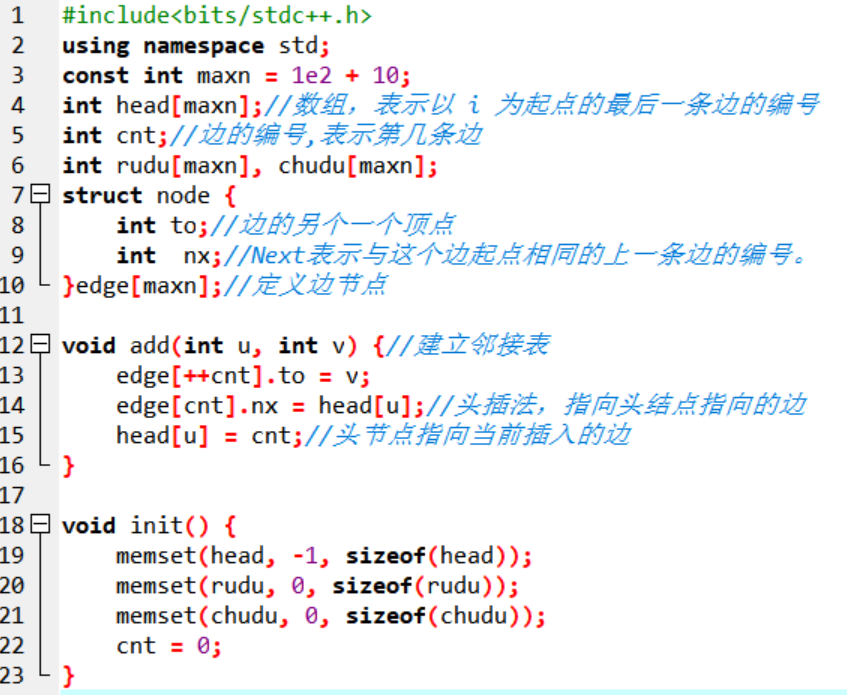 1 #include<bits/stdc++.h>
2 using namespace std;
3 const int maxn = 1e2 + 10;
4 int head[maxn];//数组，表示以 i 为起点的最后一条边的编号
5 int cnt;//边的编号,表示第几条边
6 int rudu[maxn], chudu[maxn];
7 struct node {
8     int to;//边的另个一个顶点
9     int  nx;//Next表示与这个边起点相同的上一条边的编号。
10 }edge[maxn];//定义边节点
11
12 void add(int u, int v) {//建立邻接表
13     edge[++cnt].to = v;
14     edge[cnt].nx = head[u];//头插法，指向头结点指向的边
15     head[u] = cnt;//头节点指向当前插入的边
16 }
17
18 void init() {
19     memset(head, -1, sizeof(head));
20     memset(rudu, 0, sizeof(rudu));
21     memset(chudu, 0, sizeof(chudu));
22     cnt = 0;
23 }